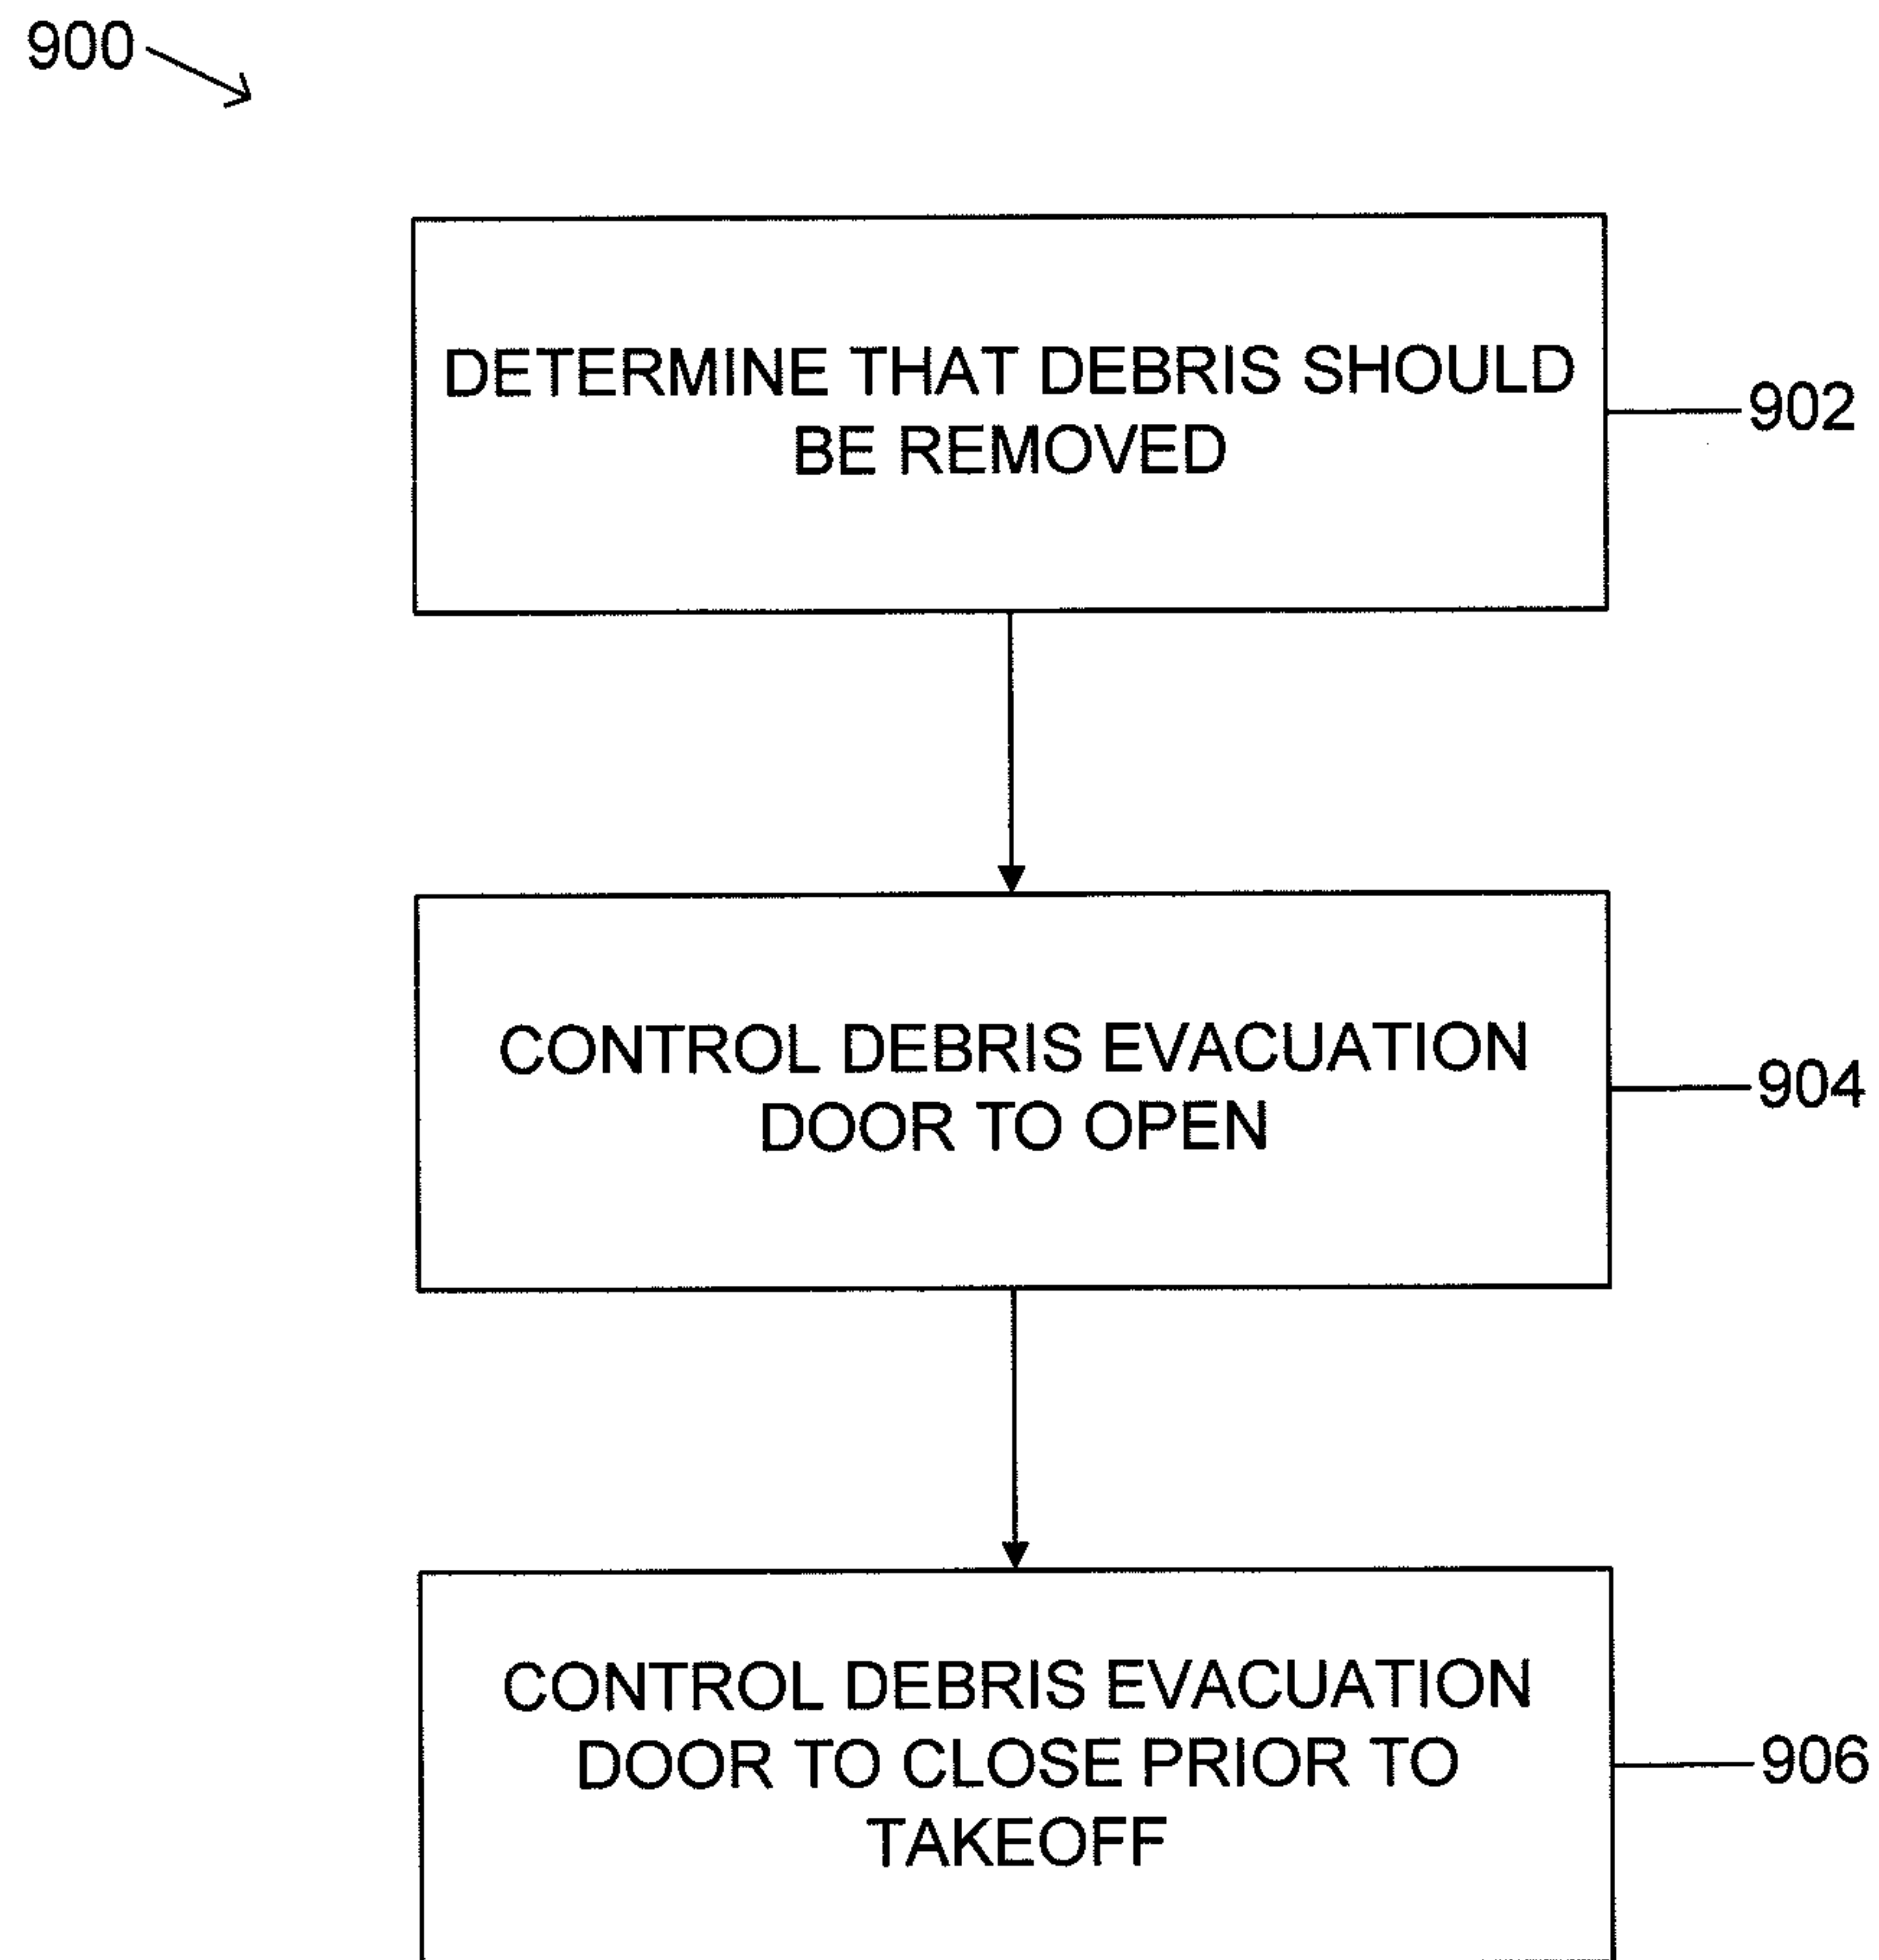 900
DETERMINE THAT DEBRIS SHOULD
BE REMOVED
902
CONTROL DEBRIS EVACUATION
DOOR TO OPEN
904
CONTROL DEBRIS EVACUATION
DOOR TO CLOSE PRIOR TO
TAKEOFF
906